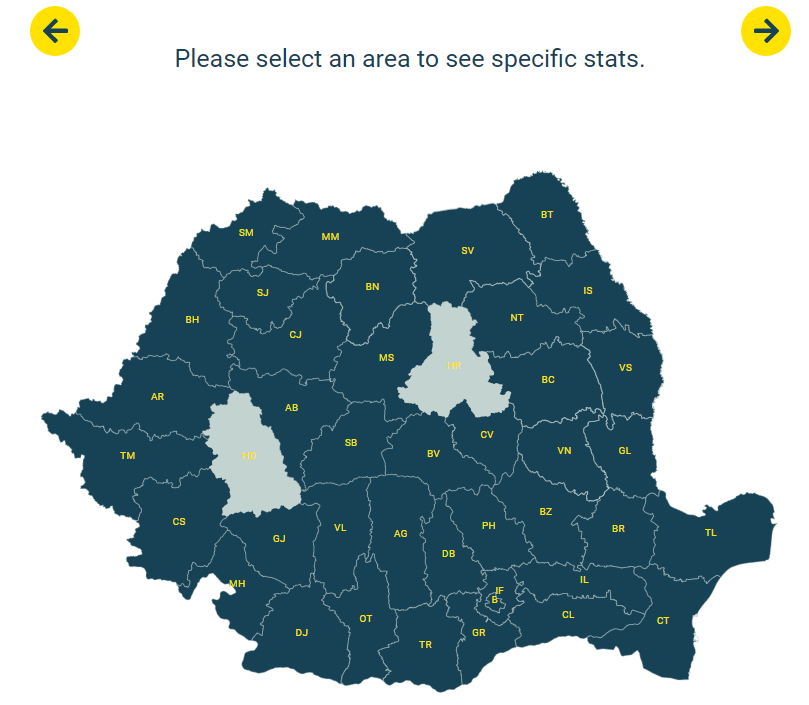 Please select an area to see specific stats.
BT
SM
MM
SV
BN
IS
SJ
NT
BH
CJ
MS
HR
VS
BC
AR
AB
CV
SB
VN
GL
BV
TM
HD
BZ
CS
PH
VL
BR
TL
AG
GJ
DB
IL
MH
IF
B
CL
OT
CT
DJ
GR
TR